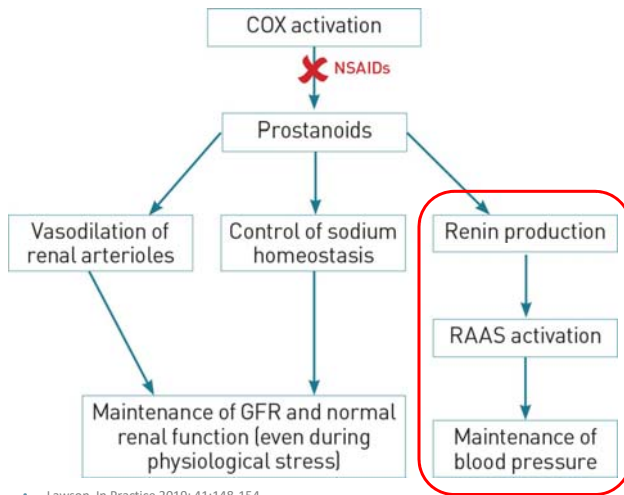 COX activation
NSAIDs
Prostanoids
Vasodilation of
renal arterioles
Control of sodium
homeostasis
Renin production
RAAS activation
Maintenance of GFR and normal
renal function (even during
physiological stress)
Maintenance of
blood pressure
• Lawson, In Practice 2019; 41:148-154